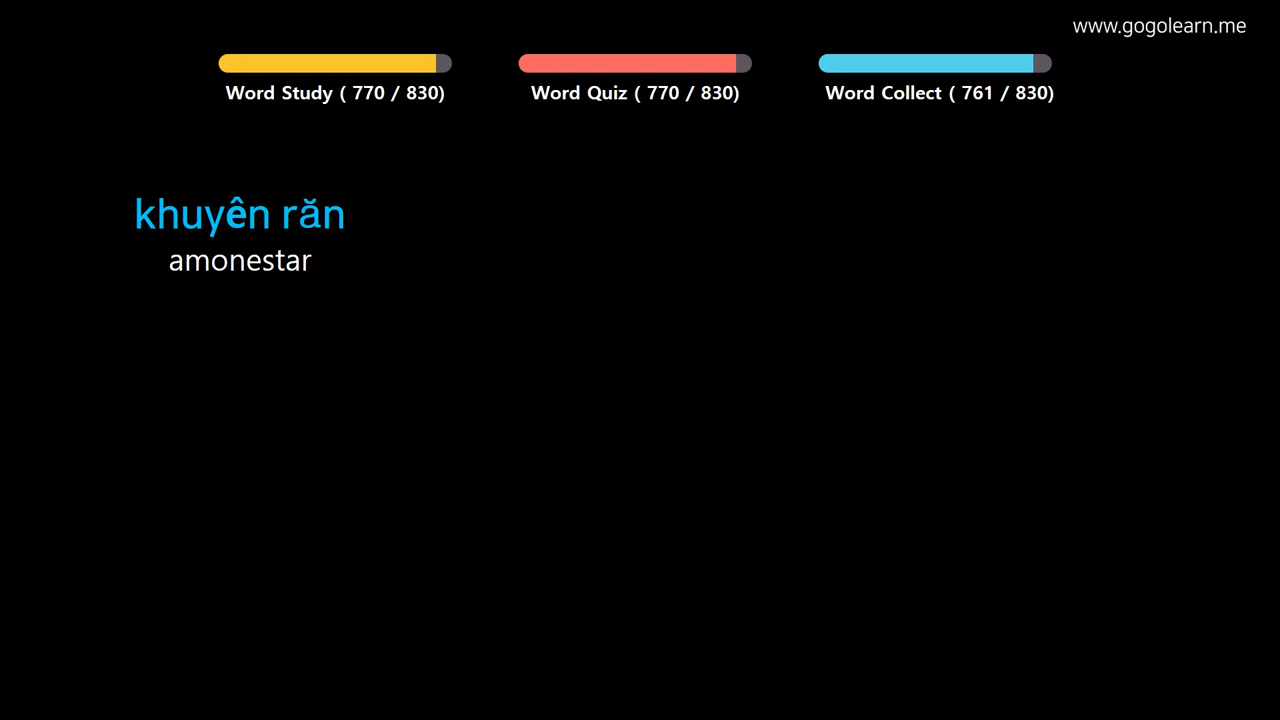 www.gogolearn.me
Word Study ( 770 / 830)
Word Quiz ( 770 / 830)
Word Collect ( 761 / 830)
khuyên răn
amonestar